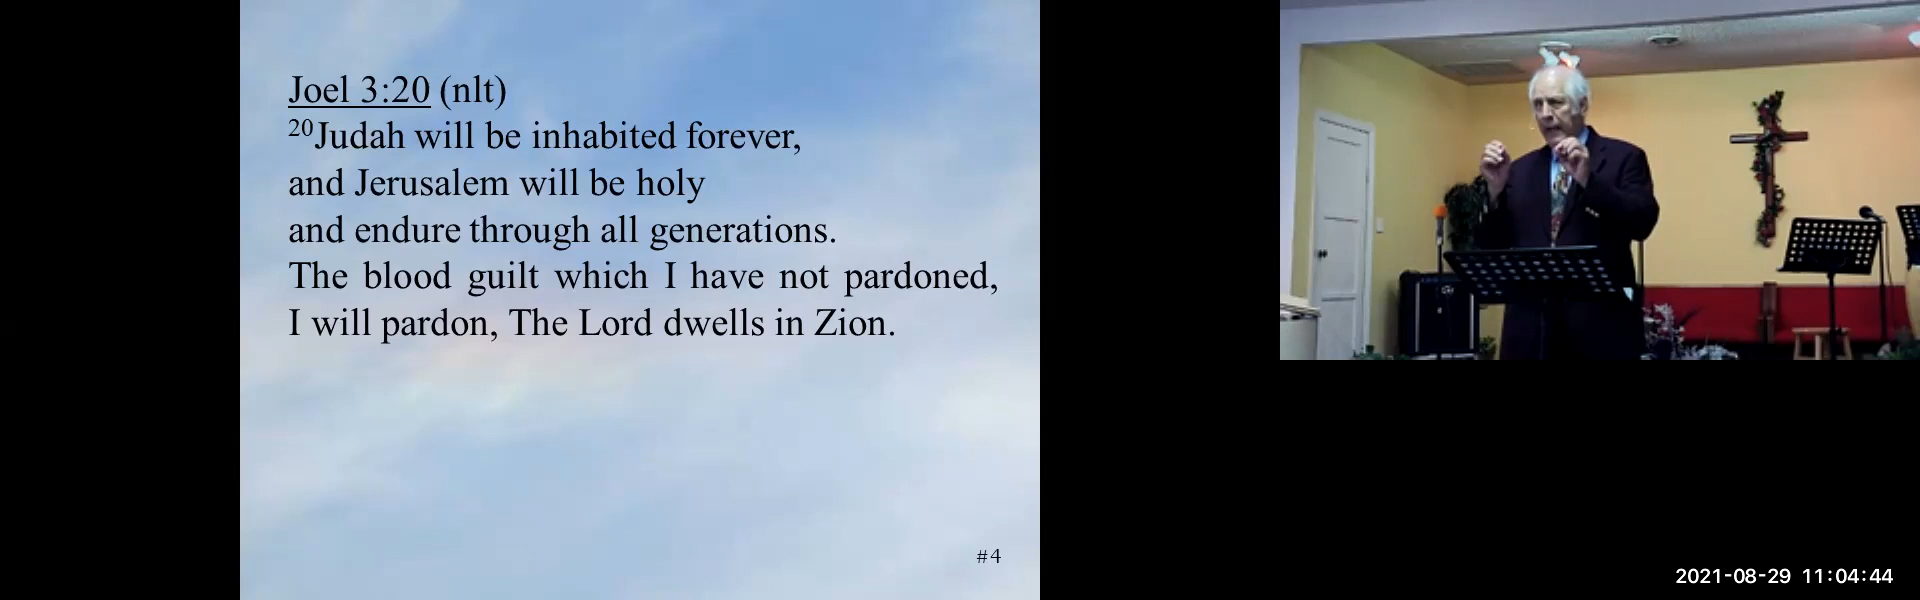 Joel 3:20 (nlt)
20Judah will be inhabited forever,
and Jerusalem will be holy
and endure through all generations.
The blood guilt which I have not pardoned,
I will pardon, The Lord dwells in Zion.
#4
2021-08-29 11:04:44